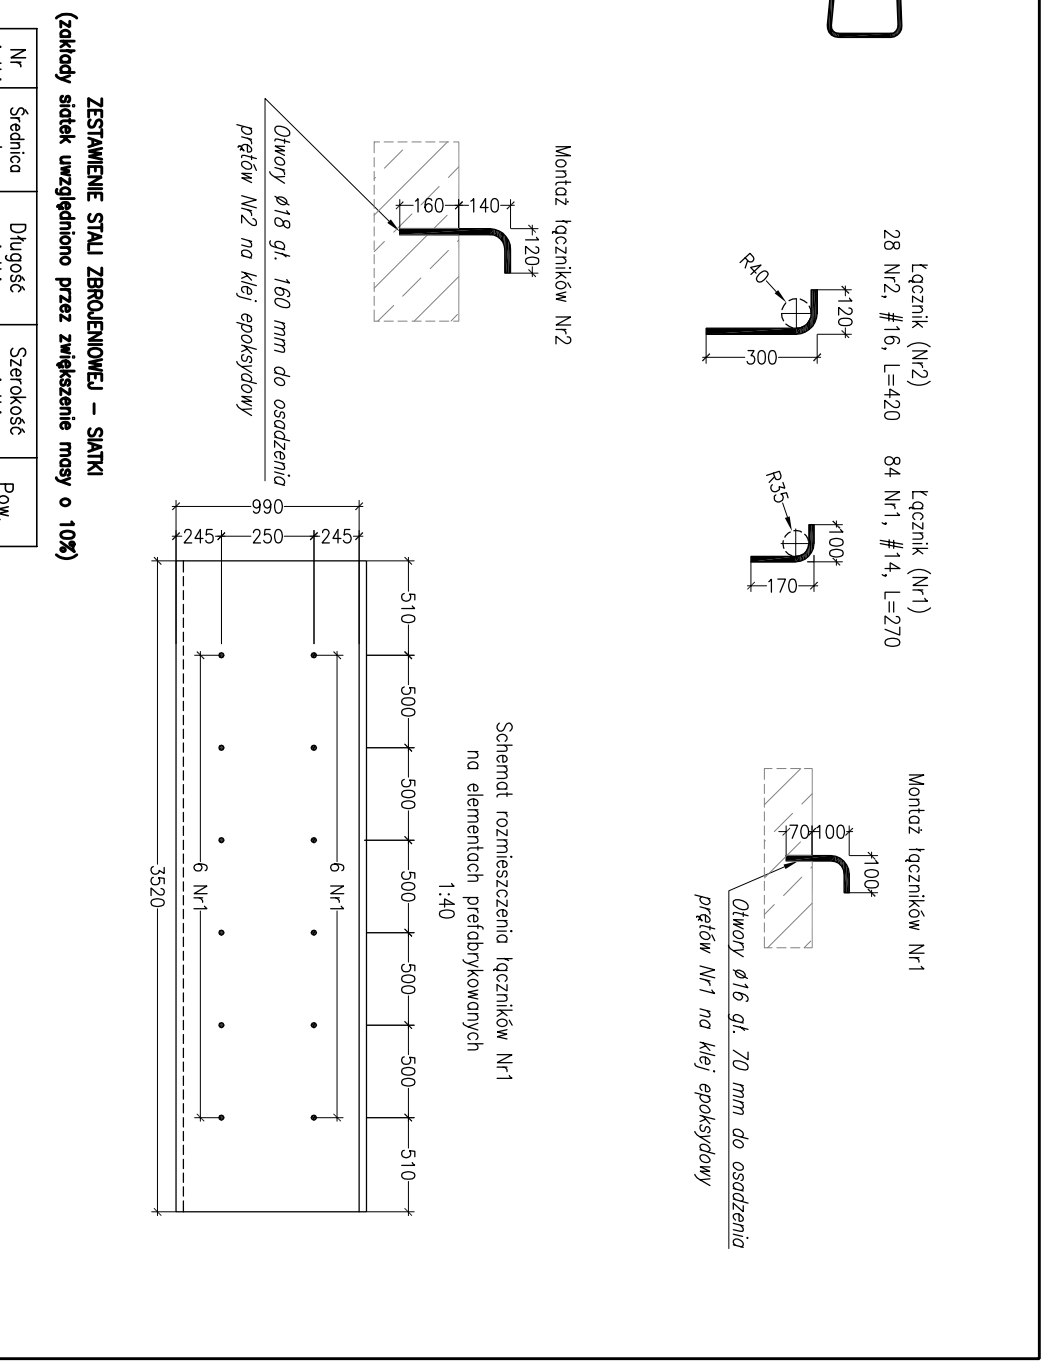 Łącznik (Nr2)
28 Nr2, #16, L=420
R40
120
300
Łącznik (Nr1)
84 Nr1, #14, L=270
R35
100
170
Montaż łączników Nr1
70
100
100
Otwory ø16 gł. 70 mm do osadzenia
prętów Nr1 na klej epoksydowy
Montaż łączników Nr2
160
140
120
Otwory ø18 gł. 160 mm do osadzenia
prętów Nr2 na klej epoksydowy
Schemat rozmieszczenia łączników Nr1
na elementach prefabrykowanych
1:40
510
500
500
500
500
500
510
990
245
250
245
6 Nr1
6 Nr1
3520
ZESTAWIENIE STALI ZBROJENIOWEJ – SIATKI
(zakłady siatek uwzględniono przez zwiększenie masy o 10%)
Nr
Średnica
Długość
Szerokość
Pow.